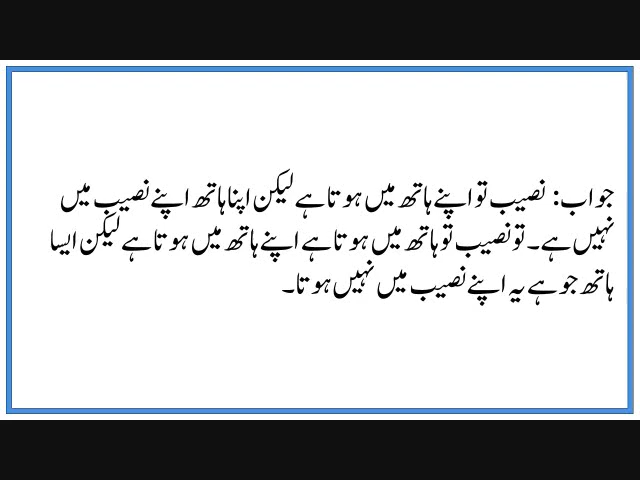 جواب: نصیب تو اپنے ہاتھ میں ہوتا ہے لیکن اپنا ہاتھ اپنے نصیب میں
نہیں ہے۔ تو نصیب تو ہاتھ میں ہوتا ہے اپنے ہاتھ میں ہوتا ہے لیکن ایسا
ہاتھ جو ہے یہ اپنے نصیب میں نہیں ہوتا۔